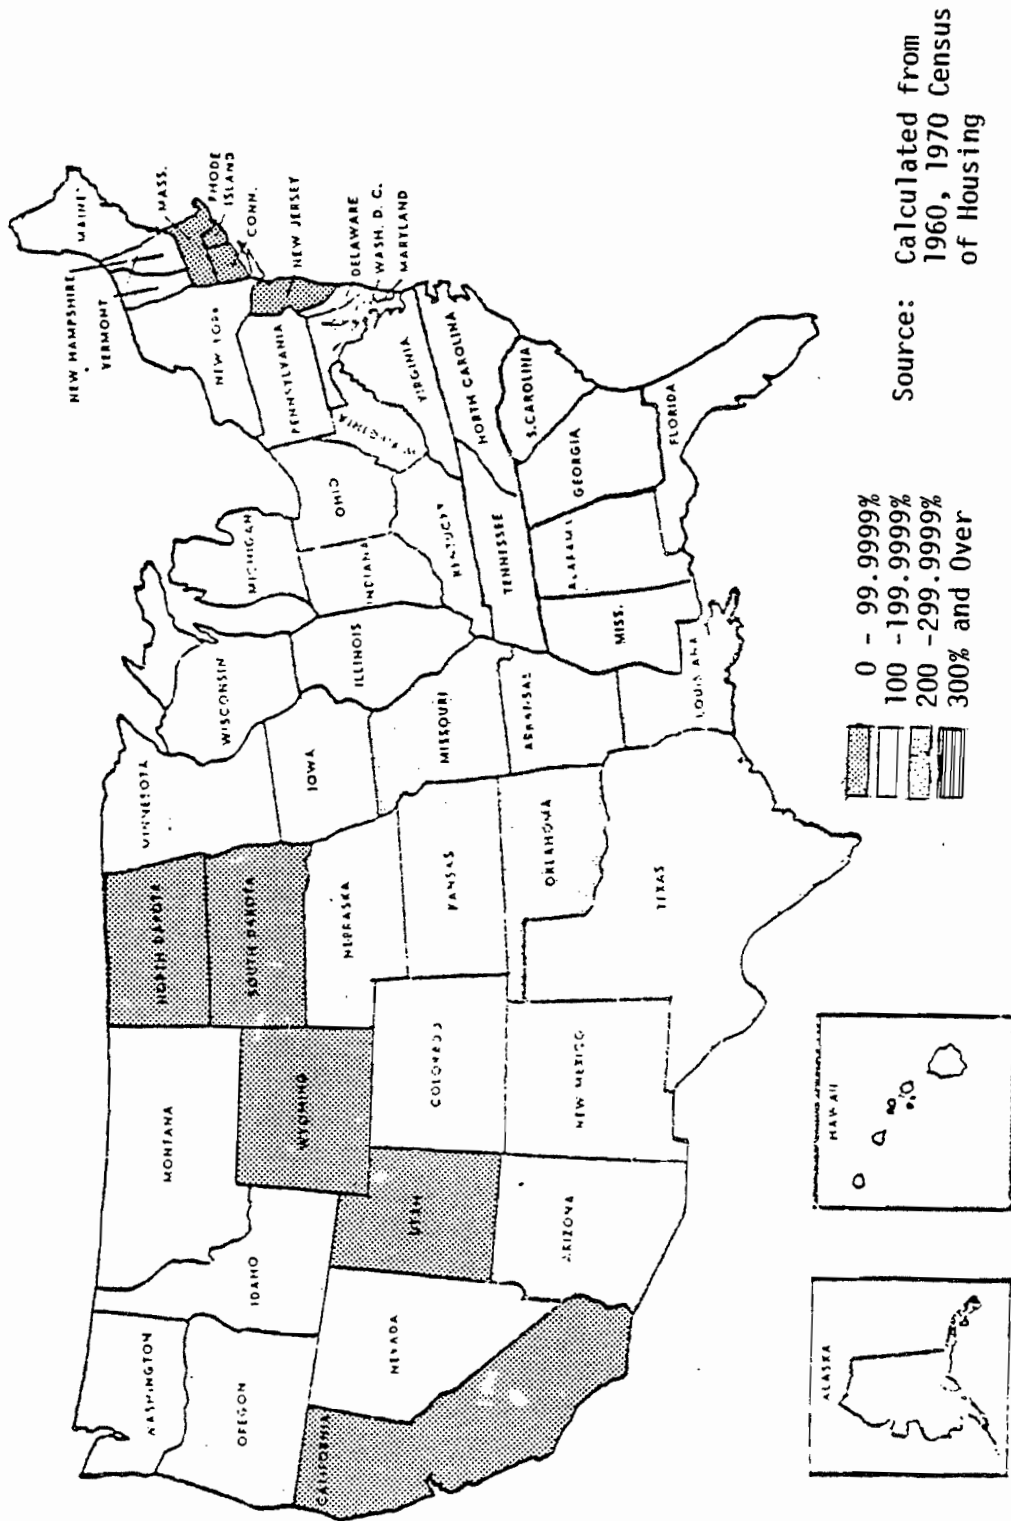 WASHINGTON
OREGON
CALIFORNIA
NEVADA
IDAHO
MONTANA
WYOMING
UTAH
ARIZONA
COLORADO
NEW MEXICO
NORTH DAKOTA
SOUTH DAKOTA
NEBRASKA
KANSAS
OKLAHOMA
TEXAS
MINNESOTA
IOWA
MISSOURI
ARKANSAS
LOUISIANA
WISCONSIN
ILLINOIS
MICHIGAN
INDIANA
OHIO
KENTUCKY
TENNESSEE
MISS.
ALABAMA
GEORGIA
FLORIDA
S.CAROLINA
NORTH CAROLINA
VIRGINIA
W.VIRGINIA
PENNSYLVANIA
NEW YORK
NEW HAMPSHIRE
VERMONT
MAINE
MASS.
RHODE
ISLAND
CONN.
NEW JERSEY
DELAWARE
WASH. D. C.
MARYLAND
ALASKA
HAWAII
0 - 99.9999%
100 -199.9999%
200 -299.9999%
300% and Over
Source: Calculated from
1960, 1970 Census
of Housing